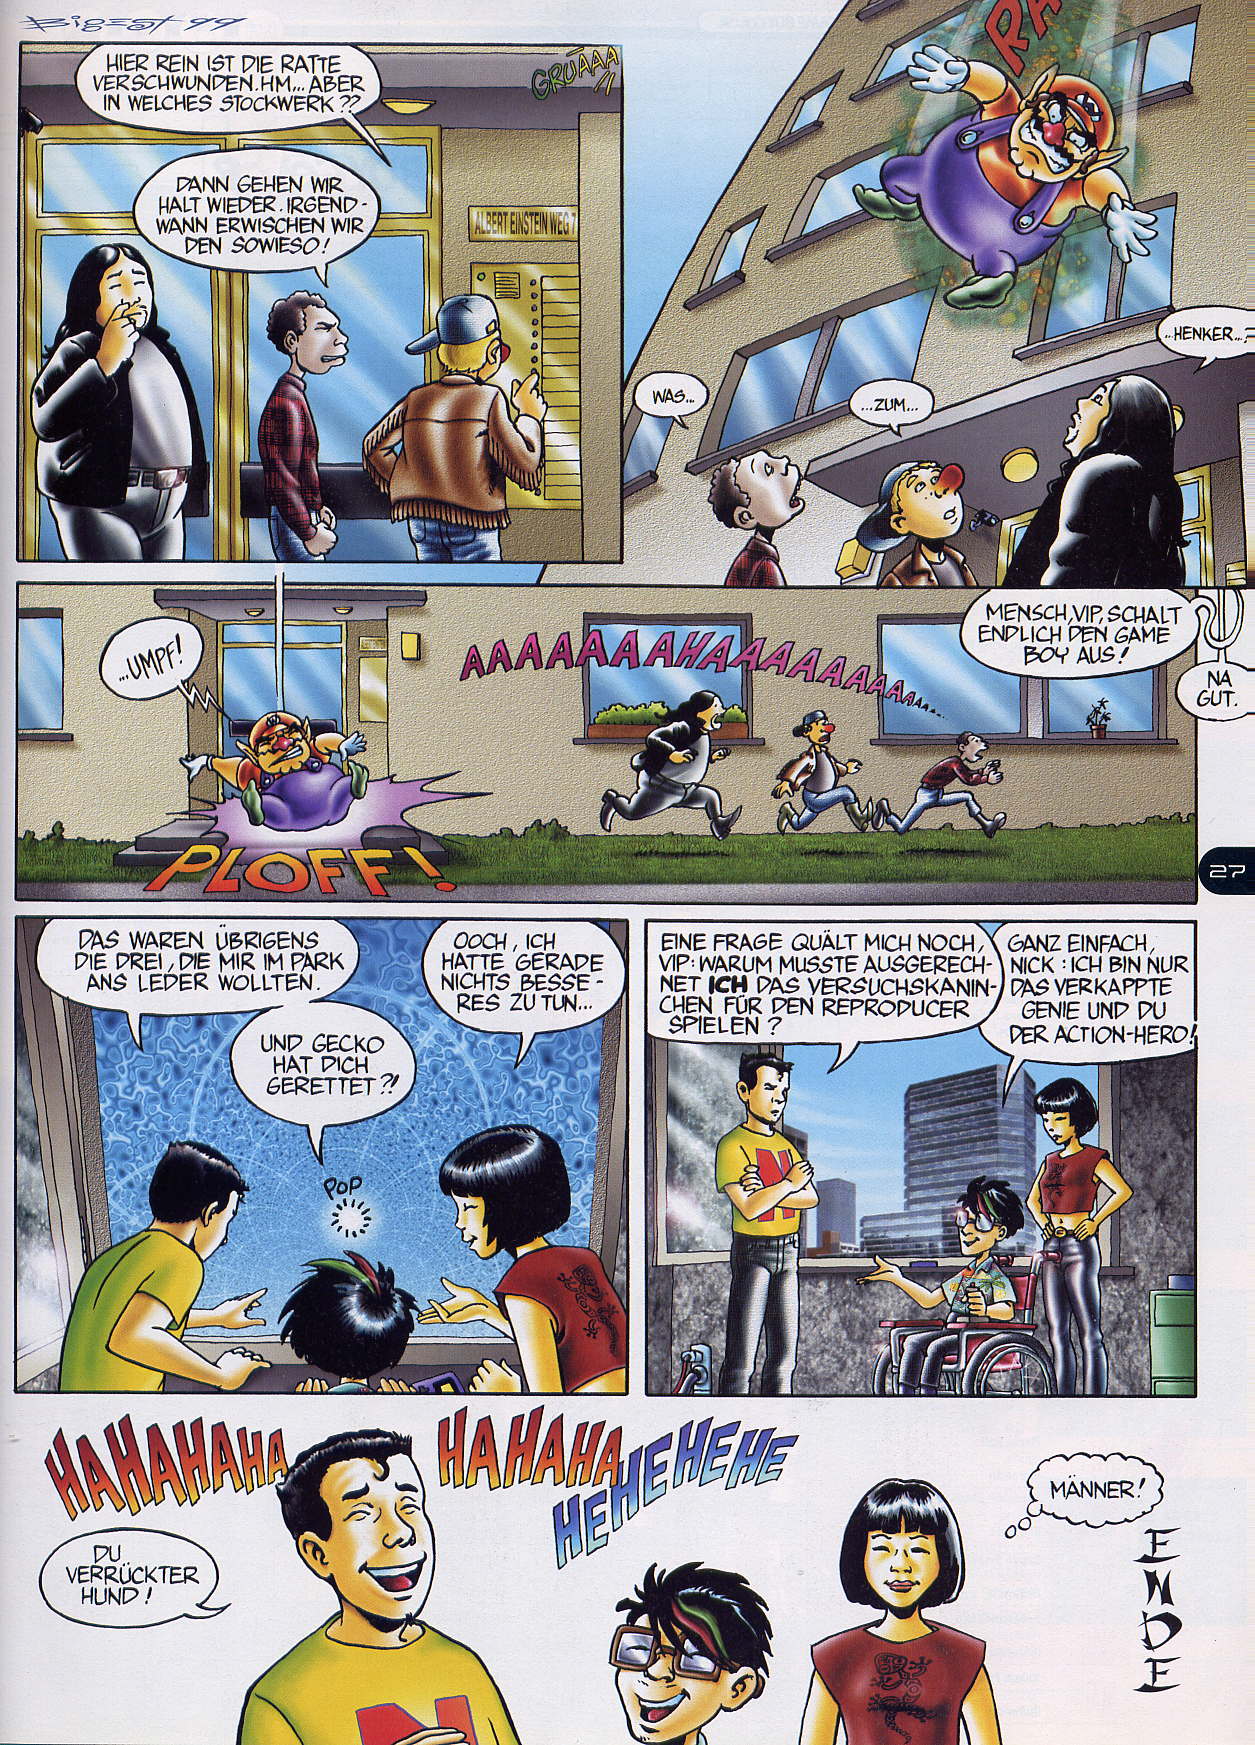 Bigest '99
HIER REIN IST DIE RATTE
VERSCHWUNDEN. HM... ABER
IN WELCHES STOCKWERK??
GRUÄAA
!!
DANN GEHEN WIR
HALT WIEDER. IRGEND-
WANN ERWISCHEN WIR
DEN SOWIESO!
ALBERT EINSTEIN WEG 7
RA
WAS...
...ZUM...
...HENKER...?
...UMPF!
AAAAAAAHAAAAAAAAAA...
MENSCH, VIP, SCHALT
ENDLICH DEN GAME
BOY AUS!
NA
GUT.
PLOFF!
27
DAS WAREN ÜBRIGENS
DIE DREI, DIE MIR IM PARK
ANS LEDER WOLLTEN.
UND GECKO
HAT DICH
GERETTET?!
OOCH, ICH
HATTE GERADE
NICHTS BESSE-
RES ZU TUN...
POP
EINE FRAGE QUÄLT MICH NOCH,
VIP: WARUM MUSSTE AUSGERECH-
NET ICH DAS VERSUCHSKANIN-
CHEN FÜR DEN REPRODUCER
SPIELEN?
GANZ EINFACH,
NICK: ICH BIN NUR
DAS VERKAPPTE
GENIE UND DU
DER ACTION-HERO!
N
HAHAHAHA
HAHAHA
HEHEHEHE
DU
VERRÜCKTER
HUND!
MÄNNER!
ENDE
N